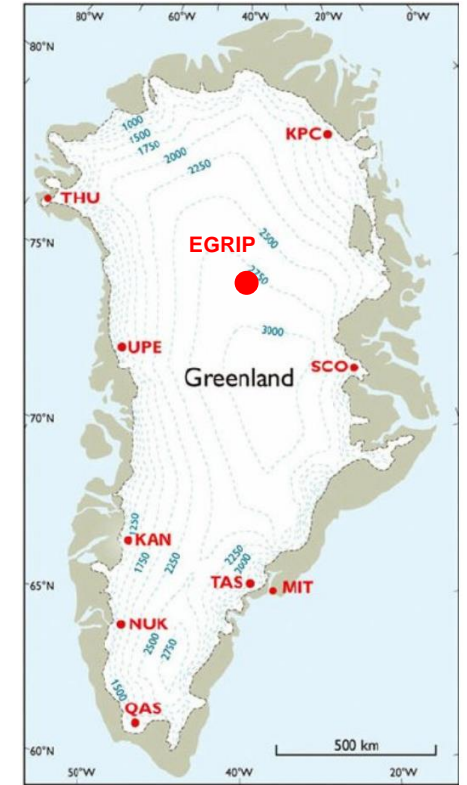 80°W
60°W
40°W
20°W
0°W
80°N
1000
1500
1750
2000
2250
KPC
THU
75°N
EGRIP
2500
2750
3000
UPE
SCO
Greenland
70°N
1250
KAN
1750
2250
2250
2000
65°N
TAS
MIT
NUK
2500
2750
1500
QAS
60°N
500 km
50°W
40°W
20°W